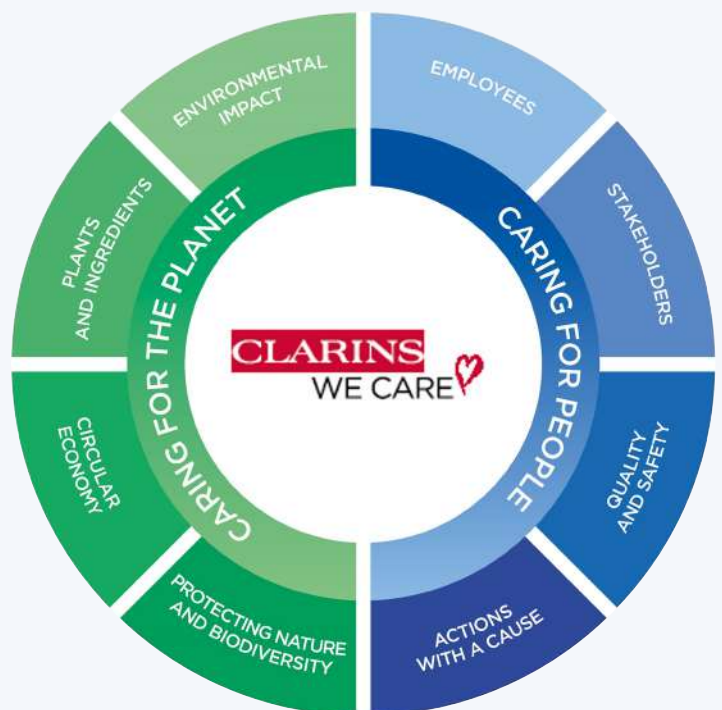 ENVIRONMENTAL
IMPACT
EMPLOYEES
PLANTS
AND INGREDIENTS
STAKEHOLDERS
CARING FOR THE PLANET
CARING FOR PEOPLE
CLARINS
WE CARE
CIRCULAR
ECONOMY
QUALITY
AND SAFETY
PROTECTING NATURE
AND BIODIVERSITY
ACTIONS
WITH A CAUSE